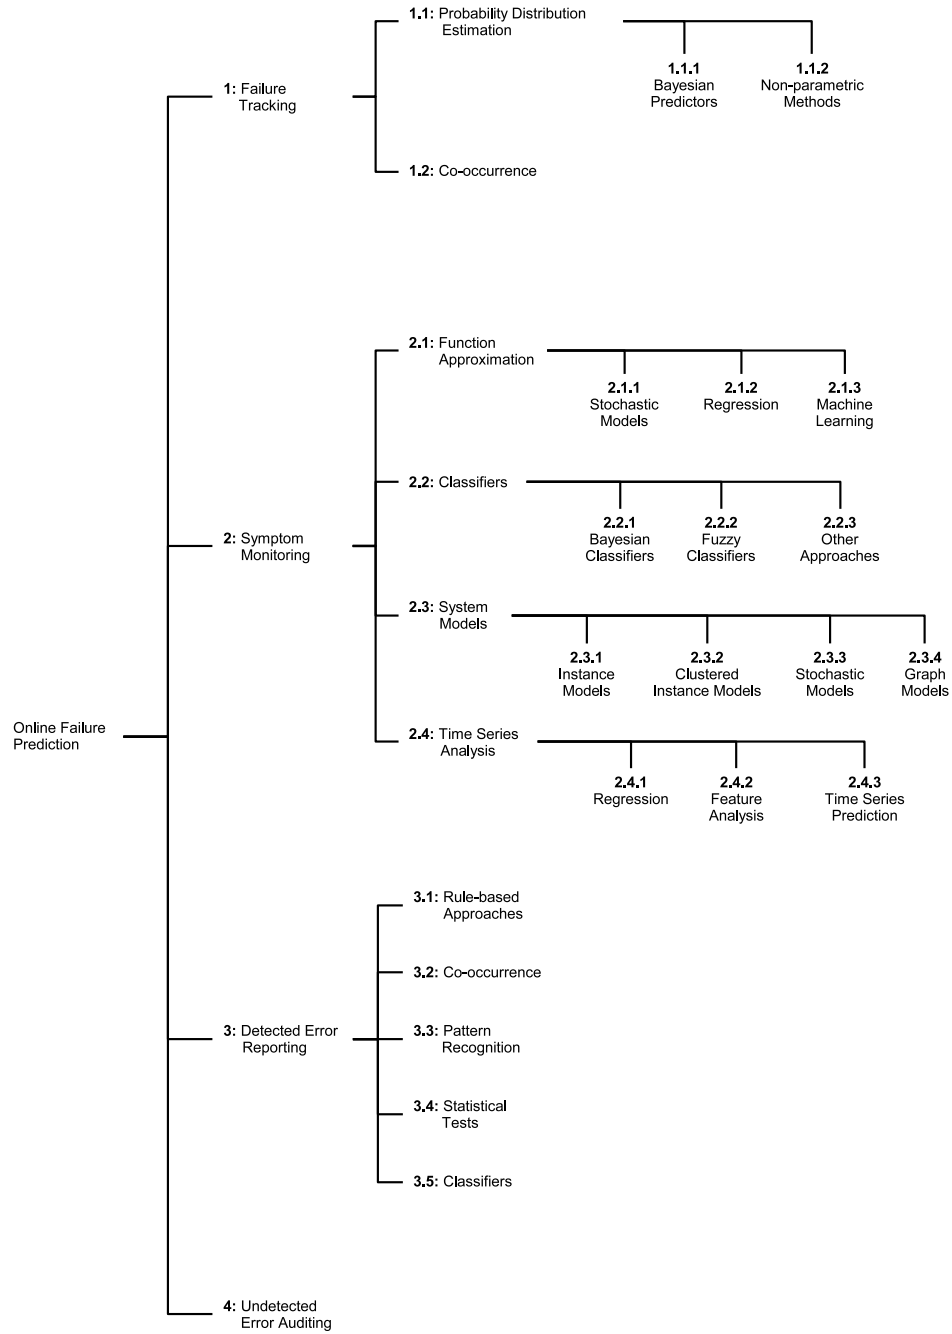 1.1: Probability Distribution
Estimation
1.1.1
Bayesian
Predictors
1.1.2
Non-parametric
Methods
1: Failure
Tracking
1.2: Co-occurrence
2.1: Function
Approximation
2.1.1
Stochastic
Models
2.1.2
Regression
2.1.3
Machine
Learning
2.2: Classifiers
2.2.1
Bayesian
Classifiers
2.2.2
Fuzzy
Classifiers
2.2.3
Other
Approaches
2: Symptom
Monitoring
2.3: System
Models
2.3.1
Instance
Models
2.3.2
Clustered
Instance Models
2.3.3
Stochastic
Models
2.3.4
Graph
Models
Online Failure
Prediction
2.4: Time Series
Analysis
2.4.1
Regression
2.4.2
Feature
Analysis
2.4.3
Time Series
Prediction
3.1: Rule-based
Approaches
3.2: Co-occurrence
3: Detected Error
Reporting
3.3: Pattern
Recognition
3.4: Statistical
Tests
3.5: Classifiers
4: Undetected
Error Auditing